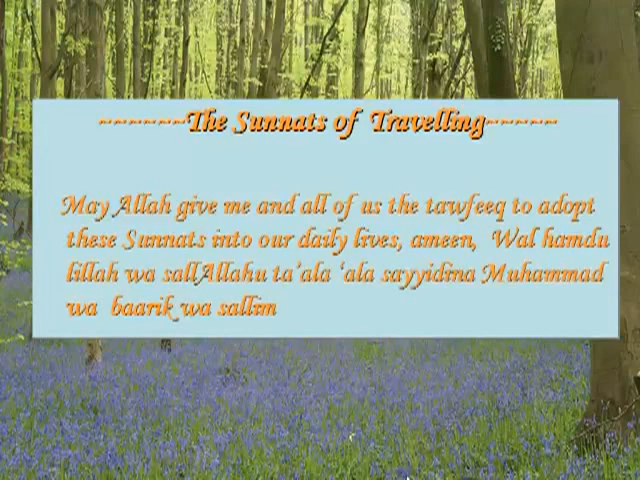 ~~~~~~The Sunnats of Travelling~~~~~
May Allah give me and all of us the tawfeeq to adopt
these Sunnats into our daily lives, ameen, Wal hamdu
lillah wa sallAllahu ta’ala ‘ala sayyidina Muhammad
wa baarik wa sallim